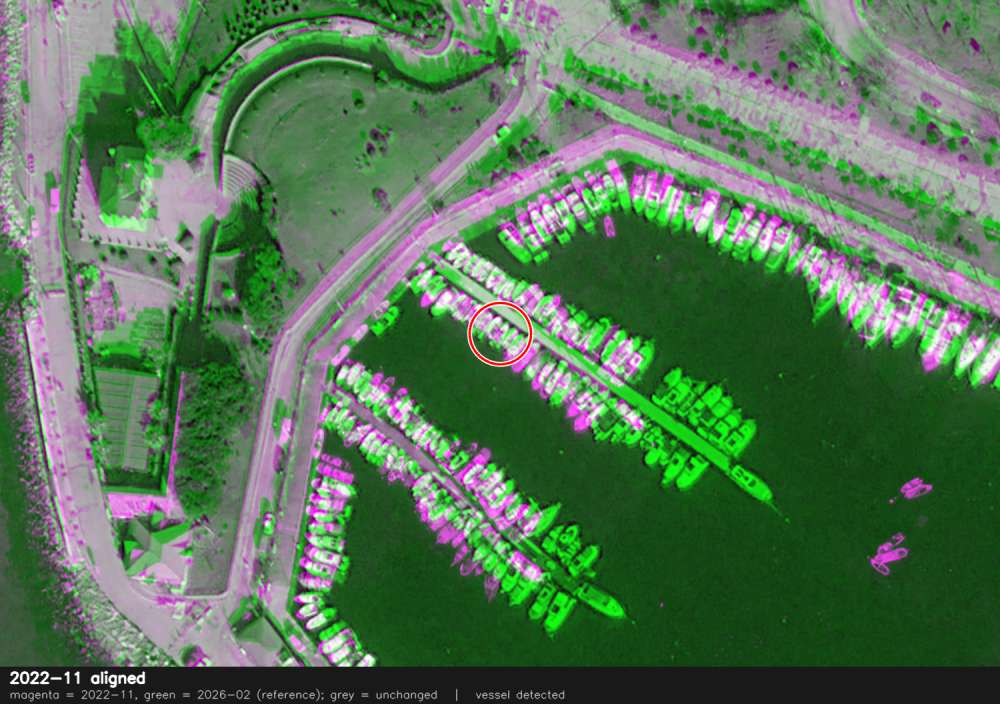 2022-11 aligned
magenta = 2022-11, green = 2026-02 (reference); grey = unchanged | vessel detected